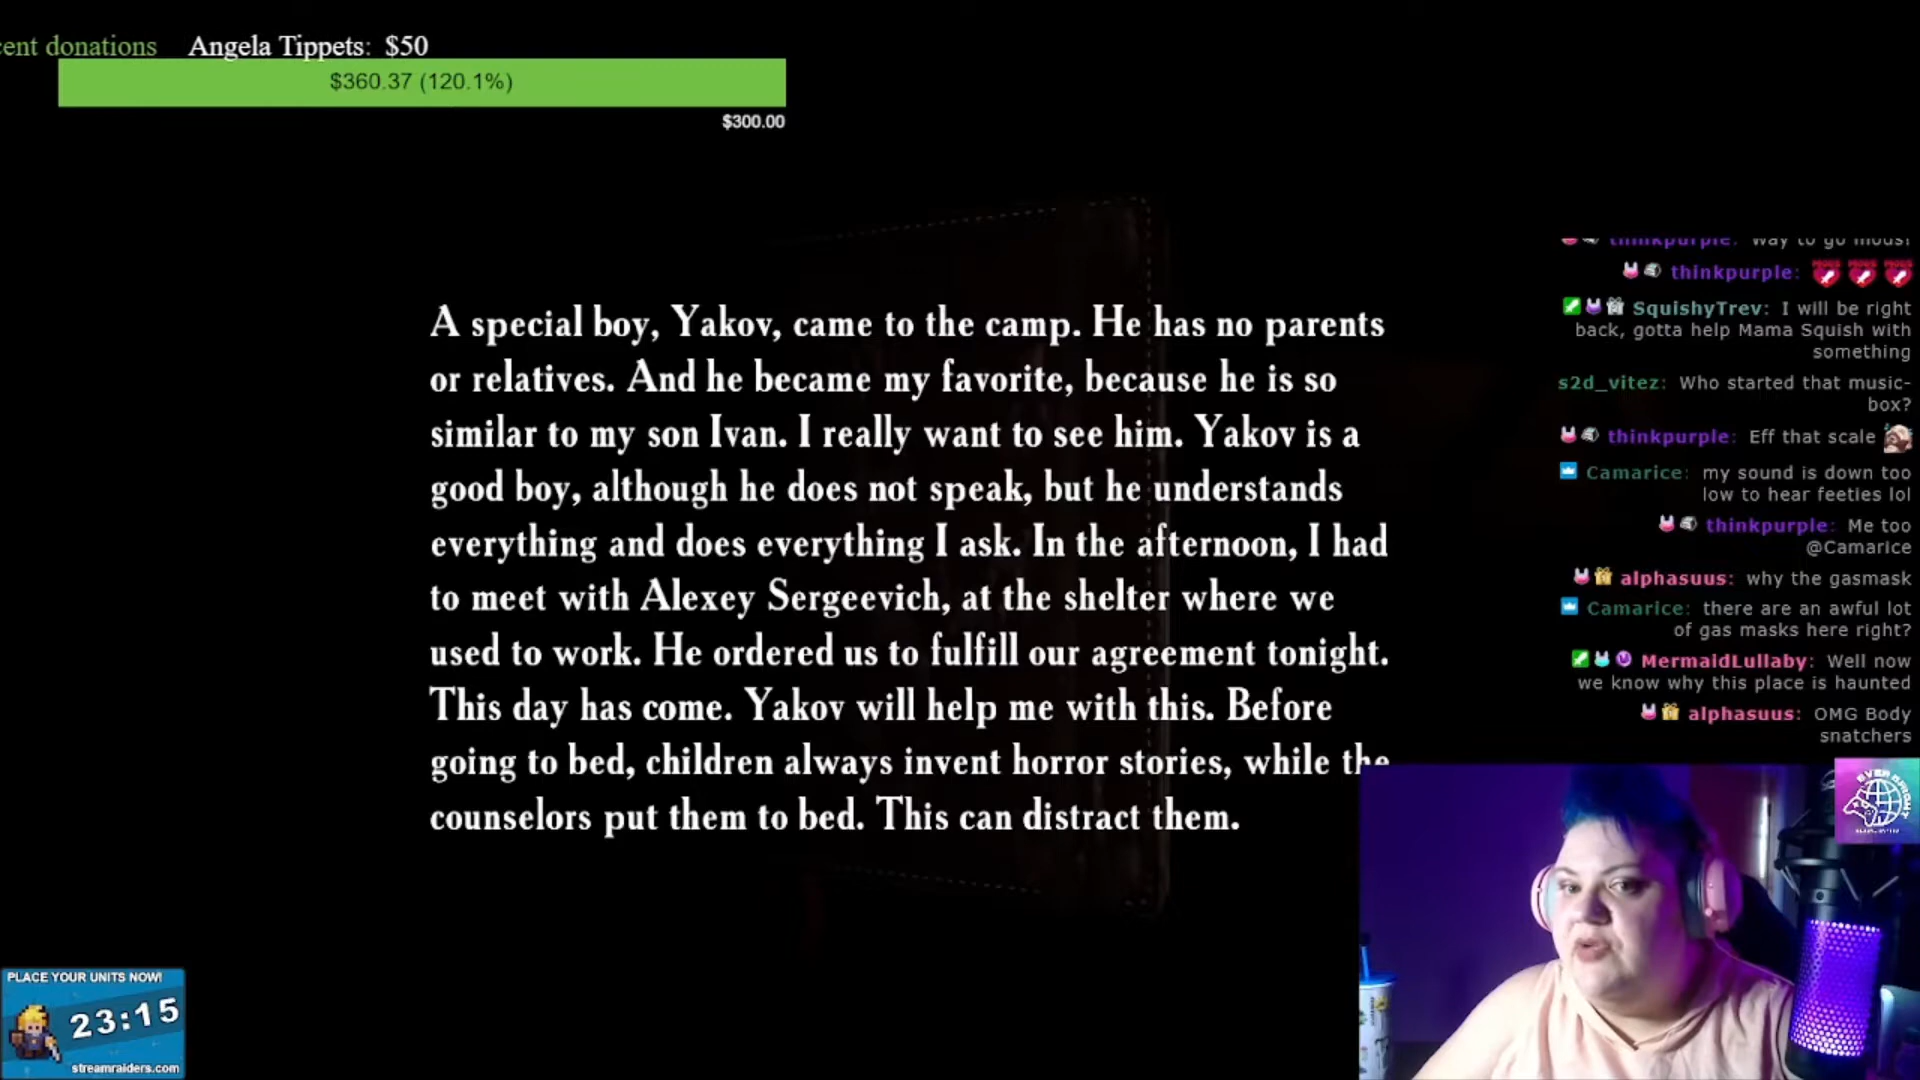 cent donations Angela Tippets: $50
$360.37 (120.1%)
$300.00
A special boy, Yakov, came to the camp. He has no parents
or relatives. And he became my favorite, because he is so
similar to my son Ivan. I really want to see him. Yakov is a
good boy, although he does not speak, but he understands
everything and does everything I ask. In the afternoon, I had
to meet with Alexey Sergeevich, at the shelter where we
used to work. He ordered us to fulfill our agreement tonight.
This day has come. Yakov will help me with this. Before
going to bed, children always invent horror stories, while the
counselors put them to bed. This can distract them.
thinkpurple: Way to go mods!
thinkpurple:
SquishyTrev: I will be right
back, gotta help Mama Squish with
something
s2d_vitez: Who started that music-
box?
thinkpurple: Eff that scale
Camarice: my sound is down too
low to hear feeties lol
thinkpurple: Me too
@Camarice
alphasuus: why the gasmask
Camarice: there are an awful lot
of gas masks here right?
MermaidLullaby: Well now
we know why this place is haunted
alphasuus: OMG Body
snatchers
PLACE YOUR UNITS NOW!
23:15
streamraiders.com